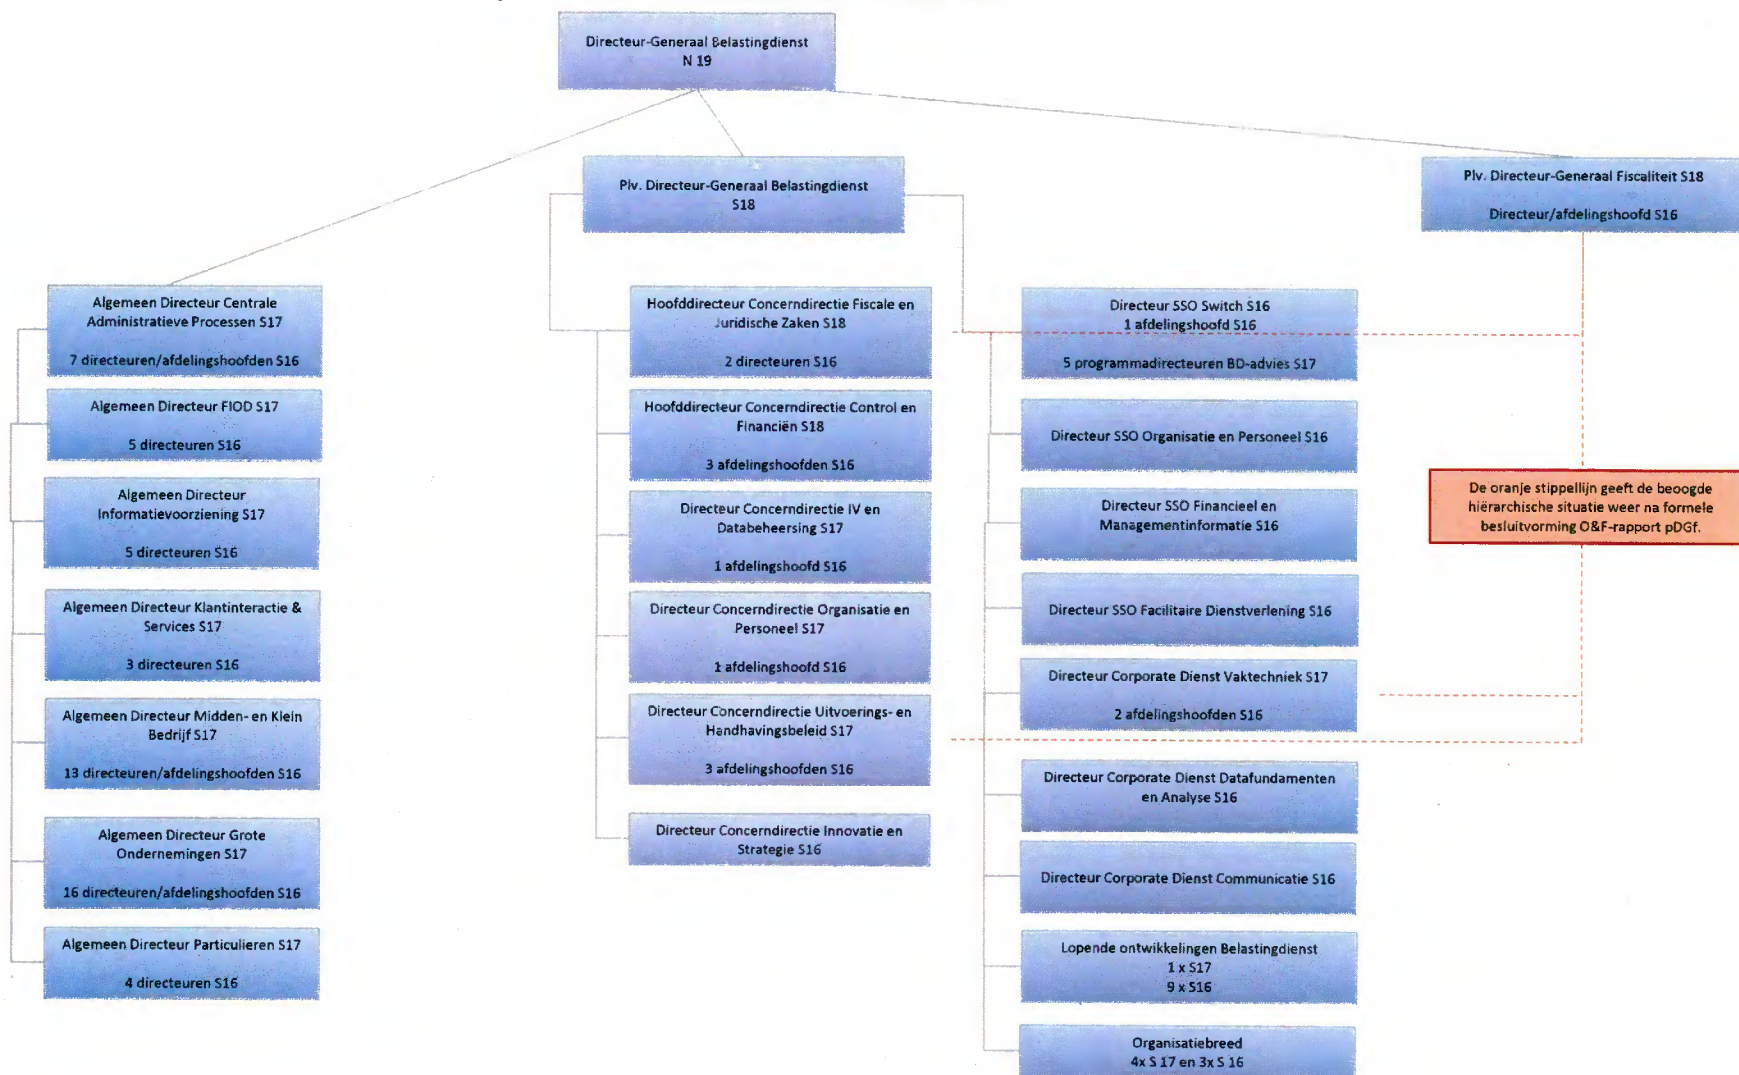 Directeur-Generaal Belastingdienst
N 19
Plv. Directeur-Generaal Belastingdienst
S18
Plv. Directeur-Generaal Fiscaliteit S18
Directeur/afdelingshoofd S16
Algemeen Directeur Centrale
Administratieve Processen S17
7 directeuren/afdelingshoofden S16
Algemeen Directeur FIOD S17
5 directeuren S16
Algemeen Directeur
Informatievoorziening S17
5 directeuren S16
Algemeen Directeur Klantinteractie &
Services S17
3 directeuren S16
Algemeen Directeur Midden- en Klein
Bedrijf S17
13 directeuren/afdelingshoofden S16
Algemeen Directeur Grote
Ondernemingen S17
16 directeuren/afdelingshoofden S16
Algemeen Directeur Particulieren S17
4 directeuren S16
Hoofddirecteur Concerndirectie Fiscale en
Juridische Zaken S18
2 directeuren S16
Hoofddirecteur Concerndirectie Control en
Financiën S18
3 afdelingshoofden S16
Directeur Concerndirectie IV en
Databeheersing S17
1 afdelingshoofd S16
Directeur Concerndirectie Organisatie en
Personeel S17
1 afdelingshoofd S16
Directeur Concerndirectie Uitvoerings- en
Handhavingsbeleid S17
3 afdelingshoofden S16
Directeur Concerndirectie Innovatie en
Strategie S16
Directeur SSO Switch S16
1 afdelingshoofd S16
5 programmadirecteuren BD-advies S17
Directeur SSO Organisatie en Personeel S16
Directeur SSO Financieel en
Managementinformatie S16
Directeur SSO Facilitaire Dienstverlening S16
Directeur Corporate Dienst Vaktechniek S17
2 afdelingshoofden S16
Directeur Corporate Dienst Datafundamenten
en Analyse S16
Directeur Corporate Dienst Communicatie S16
Lopende ontwikkelingen Belastingdienst
1 x S17
9 x S16
Organisatiebreed
4x S 17 en 3x S 16
De oranje stippellijn geeft de beoogde
hiërarchische situatie weer na formele
besluitvorming O&F-rapport pDGf.